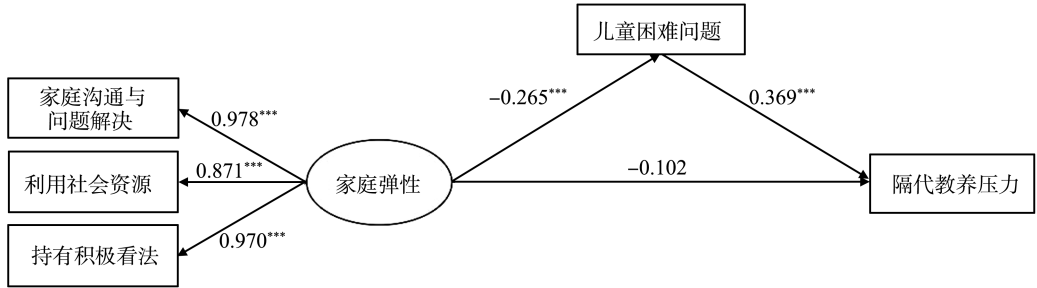 儿童困难问题
−0.265***
0.369***
家庭沟通与
问题解决
0.978***
利用社会资源
0.871***
家庭弹性
−0.102
隔代教养压力
持有积极看法
0.970***